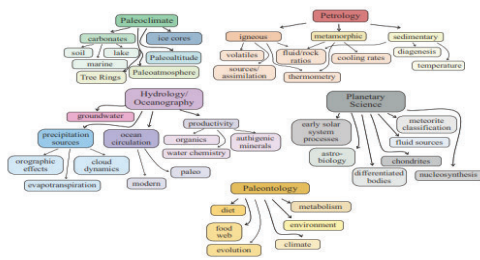 Paleoclimate
carbonates
ice cores
soil
lake
marine
Paleoaltitude
Tree Rings
Paleoatmosphere
Petrology
igneous
metamorphic
sedimentary
volatiles
fluid/rock
ratios
cooling rates
diagenesis
sources/
assimilation
thermometry
temperature
Hydrology/
Oceanography
groundwater
productivity
precipitation
sources
ocean
circulation
organics
authigenic
minerals
water chemistry
orographic
effects
cloud
dynamics
paleo
evapotranspiration
modern
Planetary
Science
early solar
system
processes
meteorite
classification
fluid sources
astro-
biology
chondrites
differentiated
bodies
nucleosynthesis
Paleontology
diet
metabolism
food
web
environment
evolution
climate